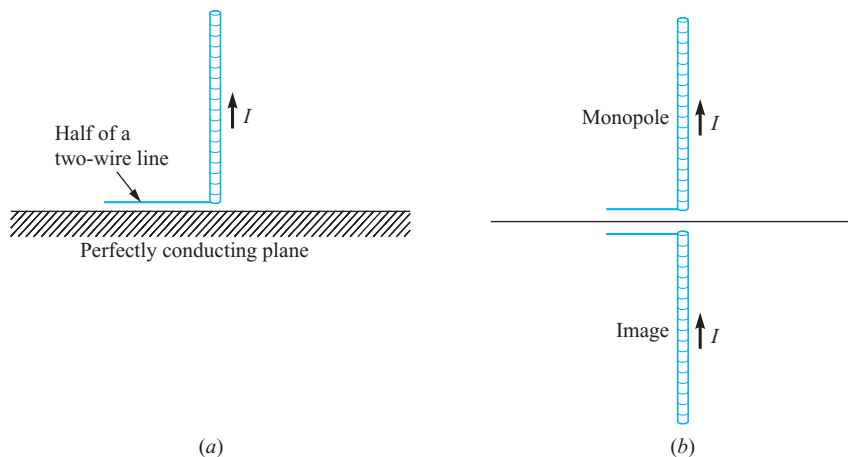 I
Half of a
two-wire line
Perfectly conducting plane
(a)
Monopole
I
Image
I
(b)